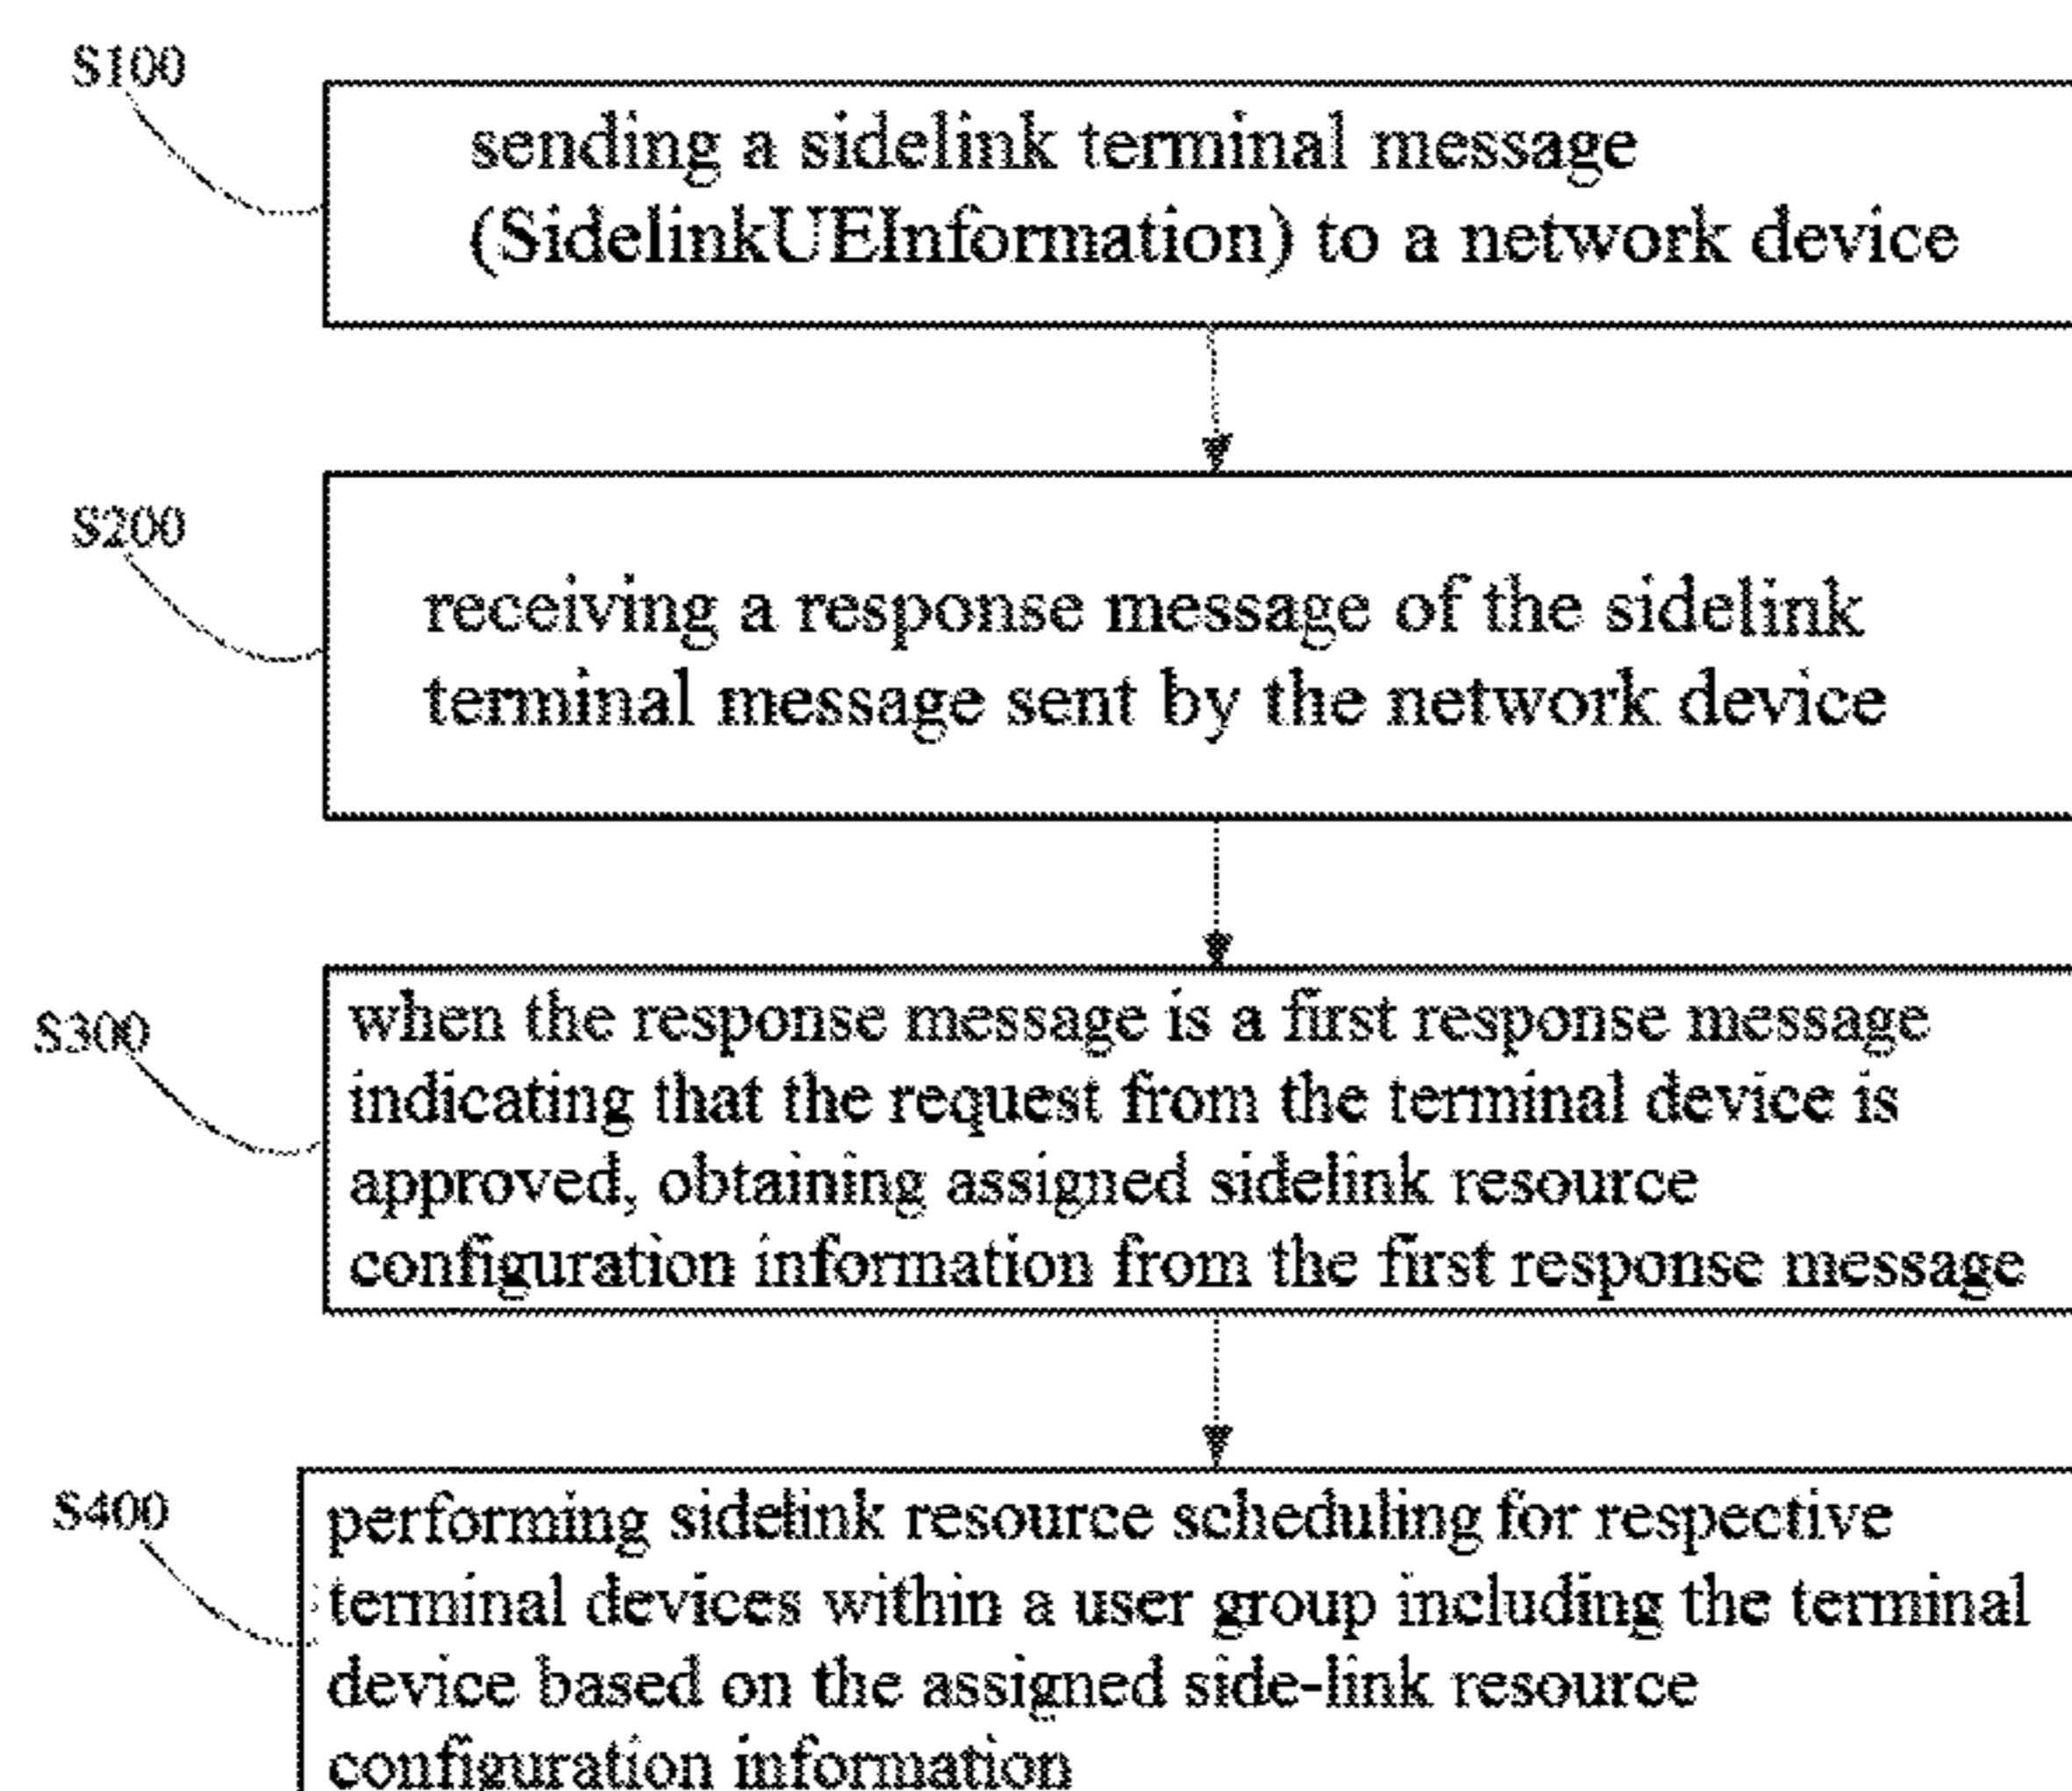 S100
sending a sidelink terminal message
(SidelinkUEInformation) to a network device
S200
receiving a response message of the sidelink
terminal message sent by the network device
S300
when the response message is a first response message
indicating that the request from the terminal device is
approved, obtaining assigned sidelink resource
configuration information from the first response message
S400
performing sidelink resource scheduling for respective
terminal devices within a user group including the terminal
device based on the assigned side-link resource
configuration information